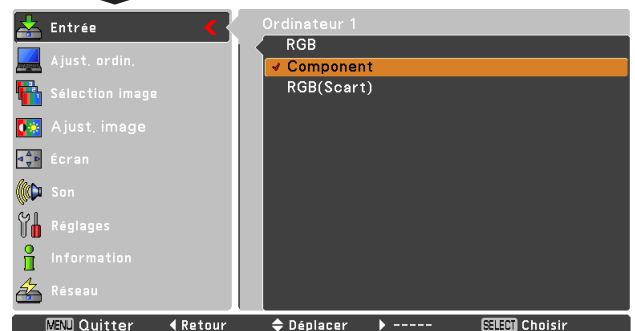 Entrée
Ajust. ordin.
Sélection image
Ajust. image
Écran
Son
Réglages
Information
Réseau
Ordinateur 1
RGB
Component
RGB(Scart)
MENU Quitter Retour Déplacer ----- SELECT Choisir